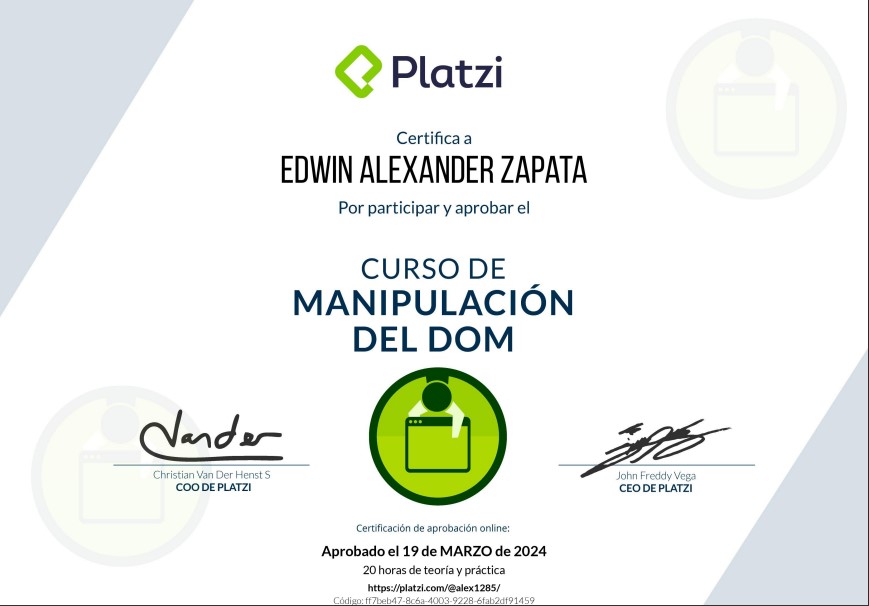 Platzi
Certifica a
EDWIN ALEXANDER ZAPATA
Por participar y aprobar el
CURSO DE
MANIPULACIÓN
DEL DOM
Vander
Christian Van Der Henst S
COO DE PLATZI
John Freddy Vega
CEO DE PLATZI
Certificación de aprobación online:
Aprobado el 19 de MARZO de 2024
20 horas de teoría y práctica
https://platzi.com/@alex1285/
Código: ff7beb47-8c6a-4003-9228-6fab2df91459